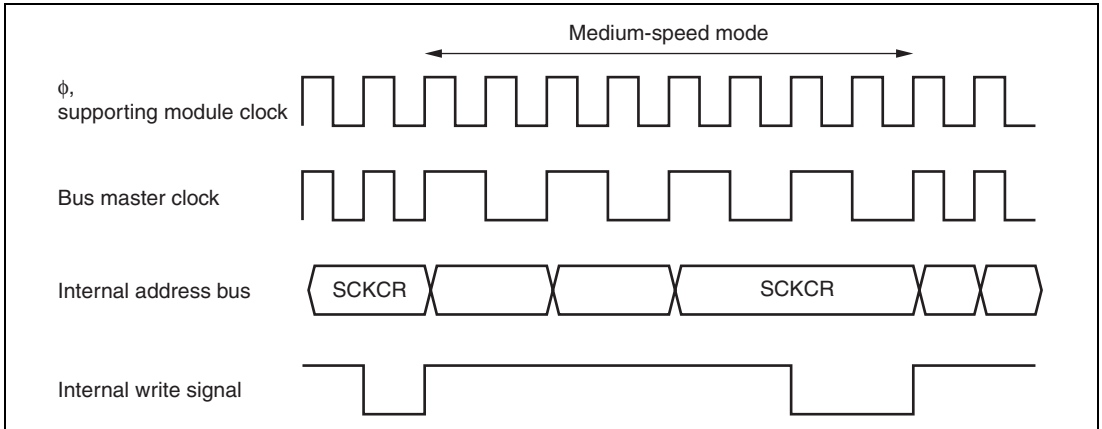 Medium-speed mode
ϕ,
supporting module clock
Bus master clock
Internal address bus
SCKCR
SCKCR
Internal write signal